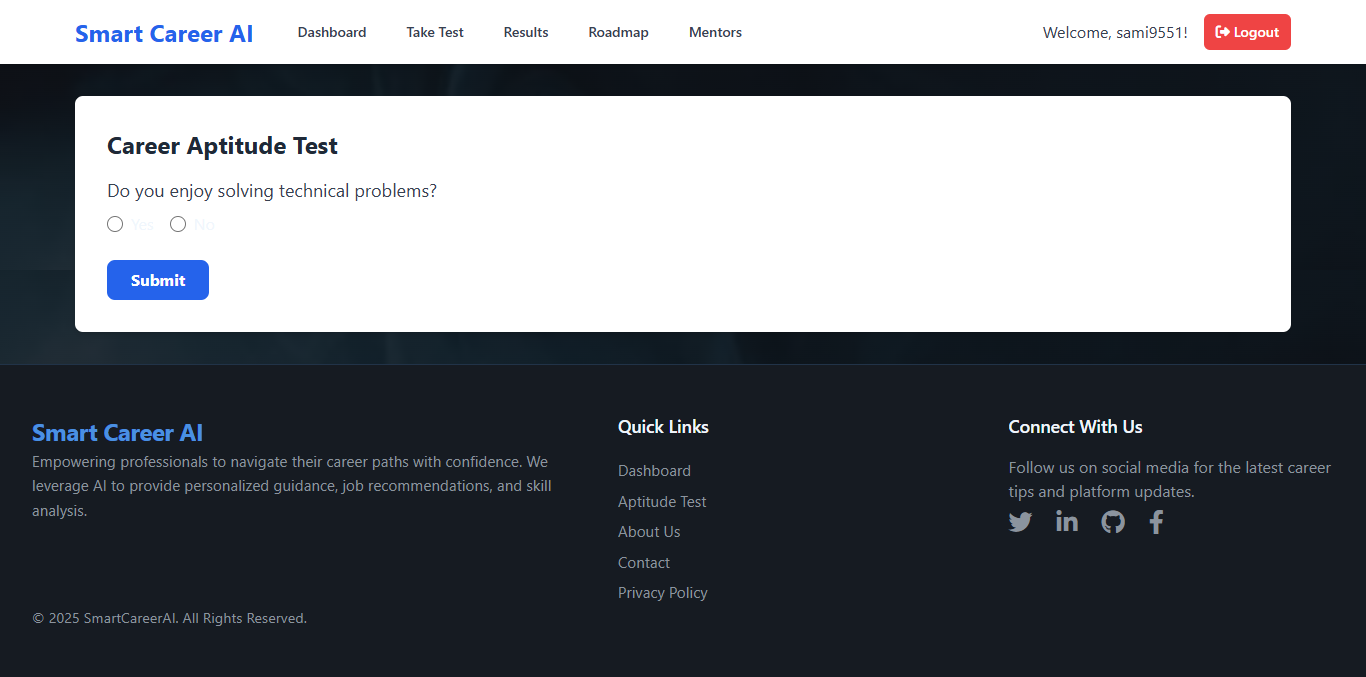 Smart Career AI Dashboard Take Test Results Roadmap Mentors Welcome, sami9551! Logout
Career Aptitude Test
Do you enjoy solving technical problems?
Yes No
Submit
Smart Career AI
Empowering professionals to navigate their career paths with confidence. We
leverage AI to provide personalized guidance, job recommendations, and skill
analysis.
Quick Links
Dashboard
Aptitude Test
About Us
Contact
Privacy Policy
Connect With Us
Follow us on social media for the latest career
tips and platform updates.
© 2025 SmartCareerAI. All Rights Reserved.